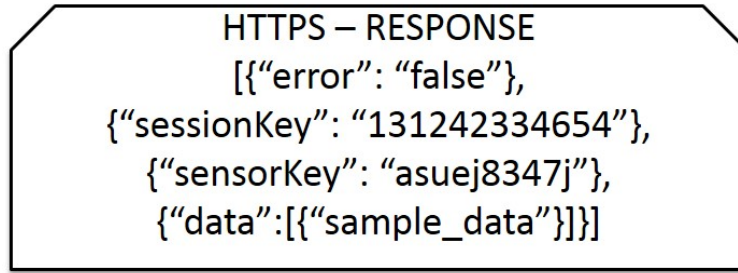 HTTPS – RESPONSE
[{“error”: “false”},
{“sessionKey”: “131242334654”},
{“sensorKey”: “asuej8347j”},
{“data”:[{“sample_data”}]}]